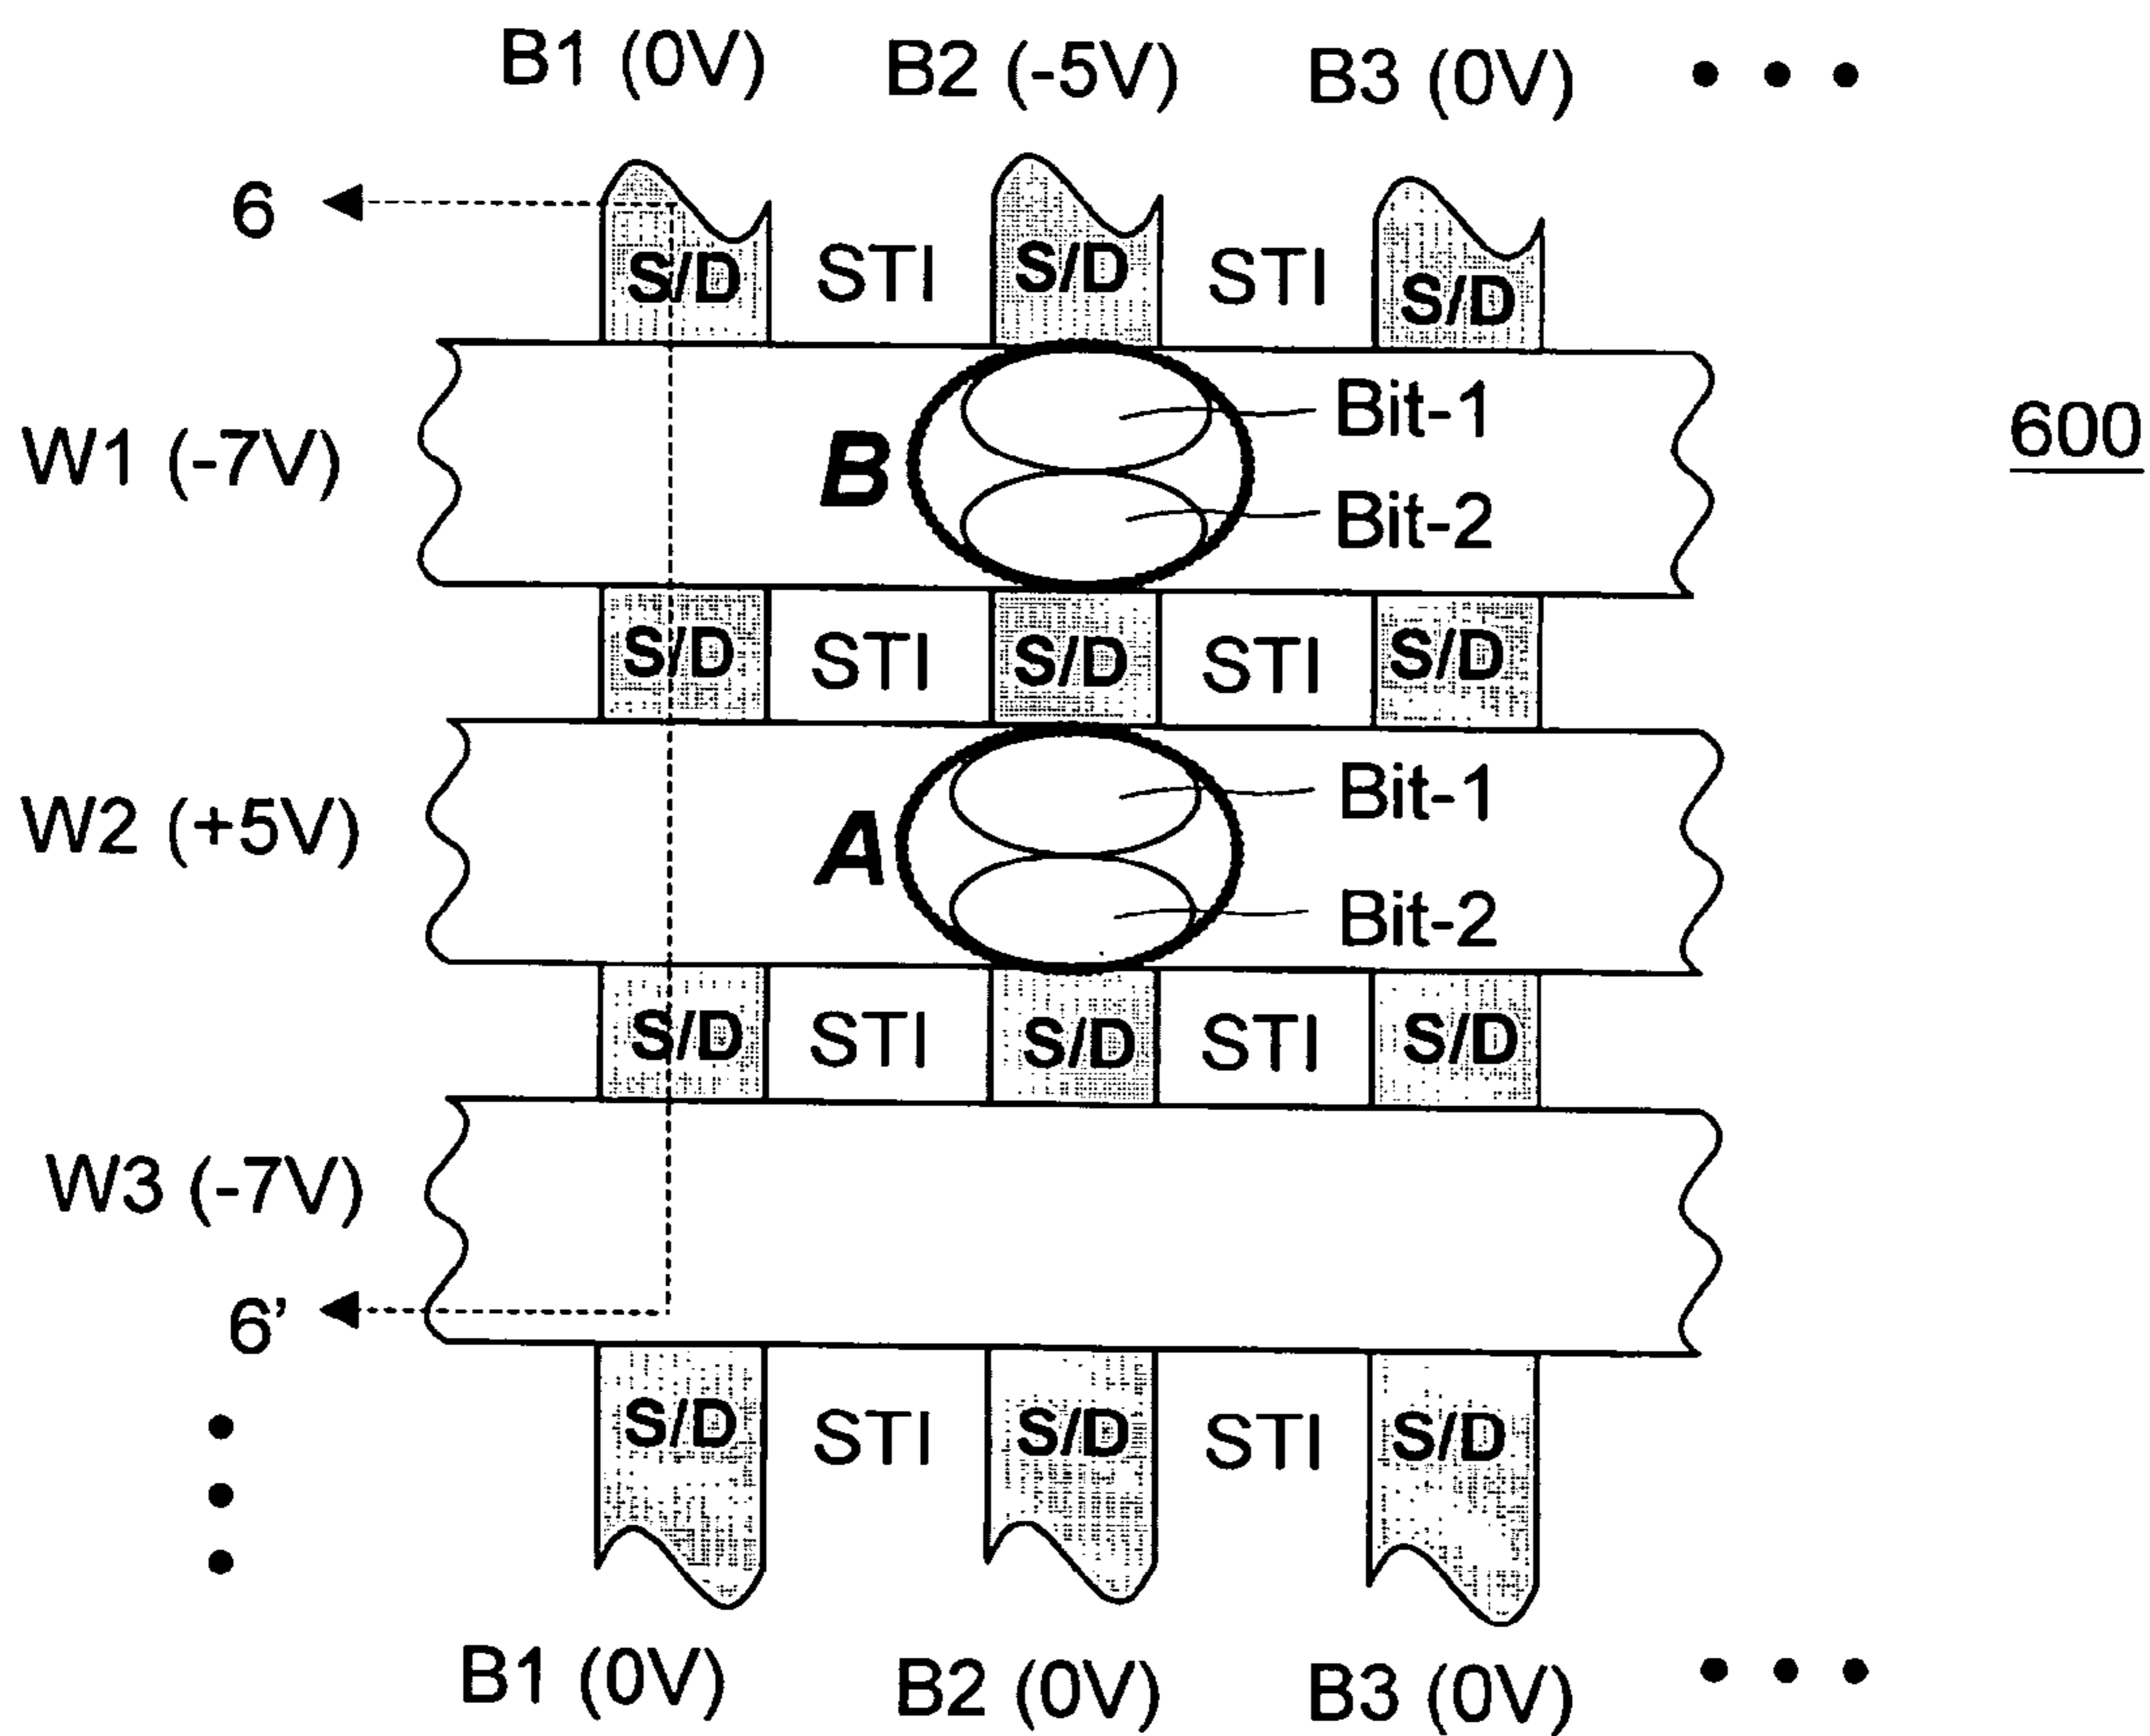 B1 (0V) B2 (-5V) B3 (0V)
6
S/D STI S/D STI S/D
W1 (-7V) B Bit-1 600
Bit-2
S/D STI S/D STI S/D
W2 (+5V) A Bit-1
Bit-2
S/D STI S/D STI S/D
W3 (-7V)
6'
S/D STI S/D STI S/D
B1 (0V) B2 (0V) B3 (0V)